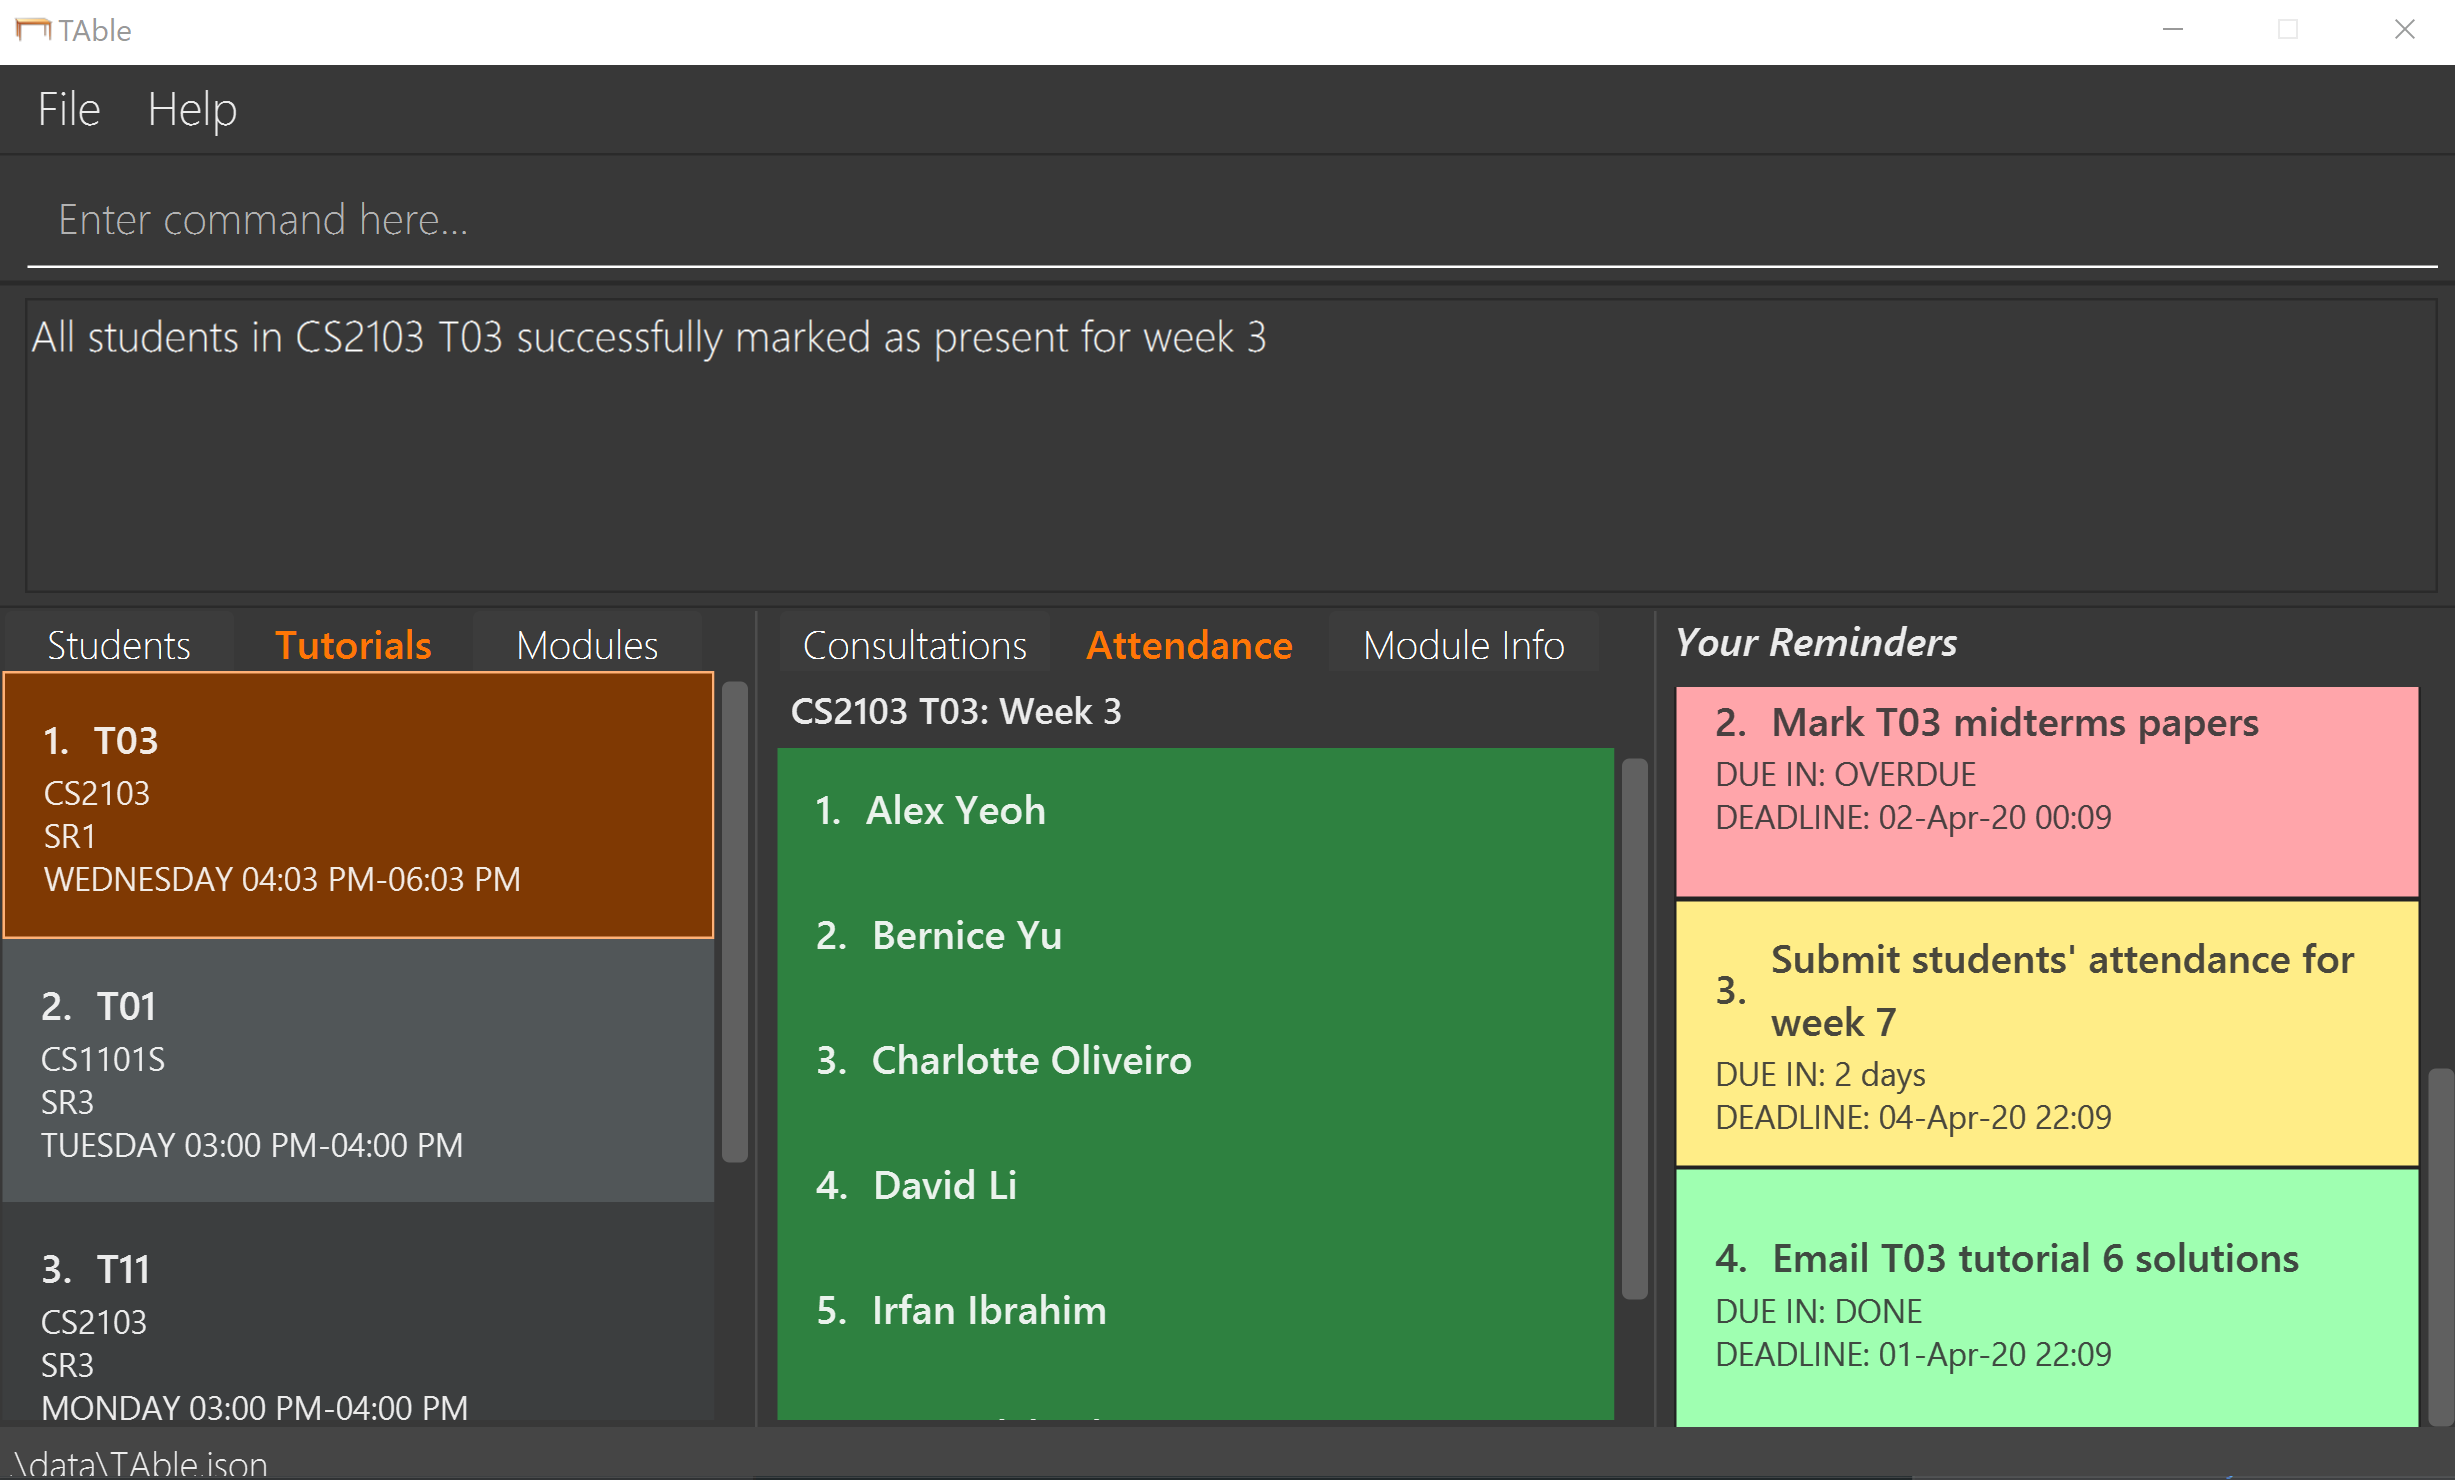 TAble
File Help
Enter command here...
All students in CS2103 T03 successfully marked as present for week 3
Students Tutorials Modules
1. T03
CS2103
SR1
WEDNESDAY 04:03 PM-06:03 PM
2. T01
CS1101S
SR3
TUESDAY 03:00 PM-04:00 PM
3. T11
CS2103
SR3
MONDAY 03:00 PM-04:00 PM
Consultations Attendance Module Info
CS2103 T03: Week 3
1. Alex Yeoh
2. Bernice Yu
3. Charlotte Oliveiro
4. David Li
5. Irfan Ibrahim
Your Reminders
2. Mark T03 midterms papers
DUE IN: OVERDUE
DEADLINE: 02-Apr-20 00:09
3. Submit students' attendance for
week 7
DUE IN: 2 days
DEADLINE: 04-Apr-20 22:09
4. Email T03 tutorial 6 solutions
DUE IN: DONE
DEADLINE: 01-Apr-20 22:09
.\data\TAble.json